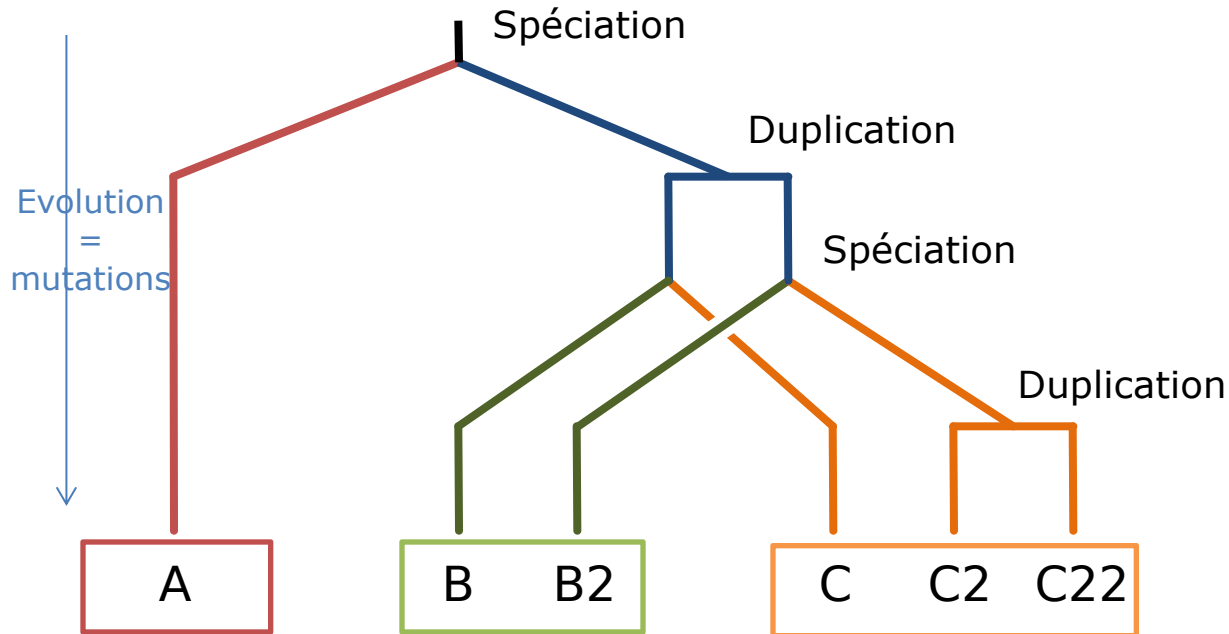 Spéciation
Duplication
Evolution
=
mutations
Spéciation
Duplication
A
B
B2
C
C2
C22